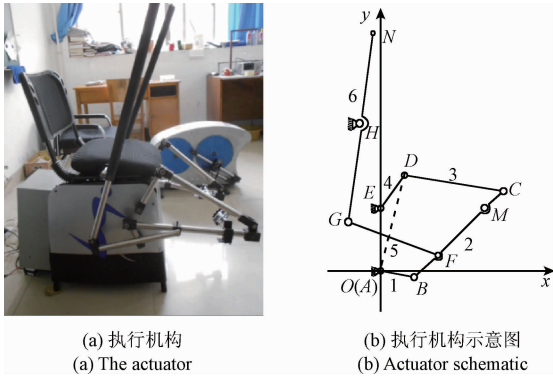 y
N
6
H
D
3
4
C
E
M
G
5
2
F
O(A)
1
B
x
(a) 执行机构
(b) 执行机构示意图
(a) The actuator
(b) Actuator schematic